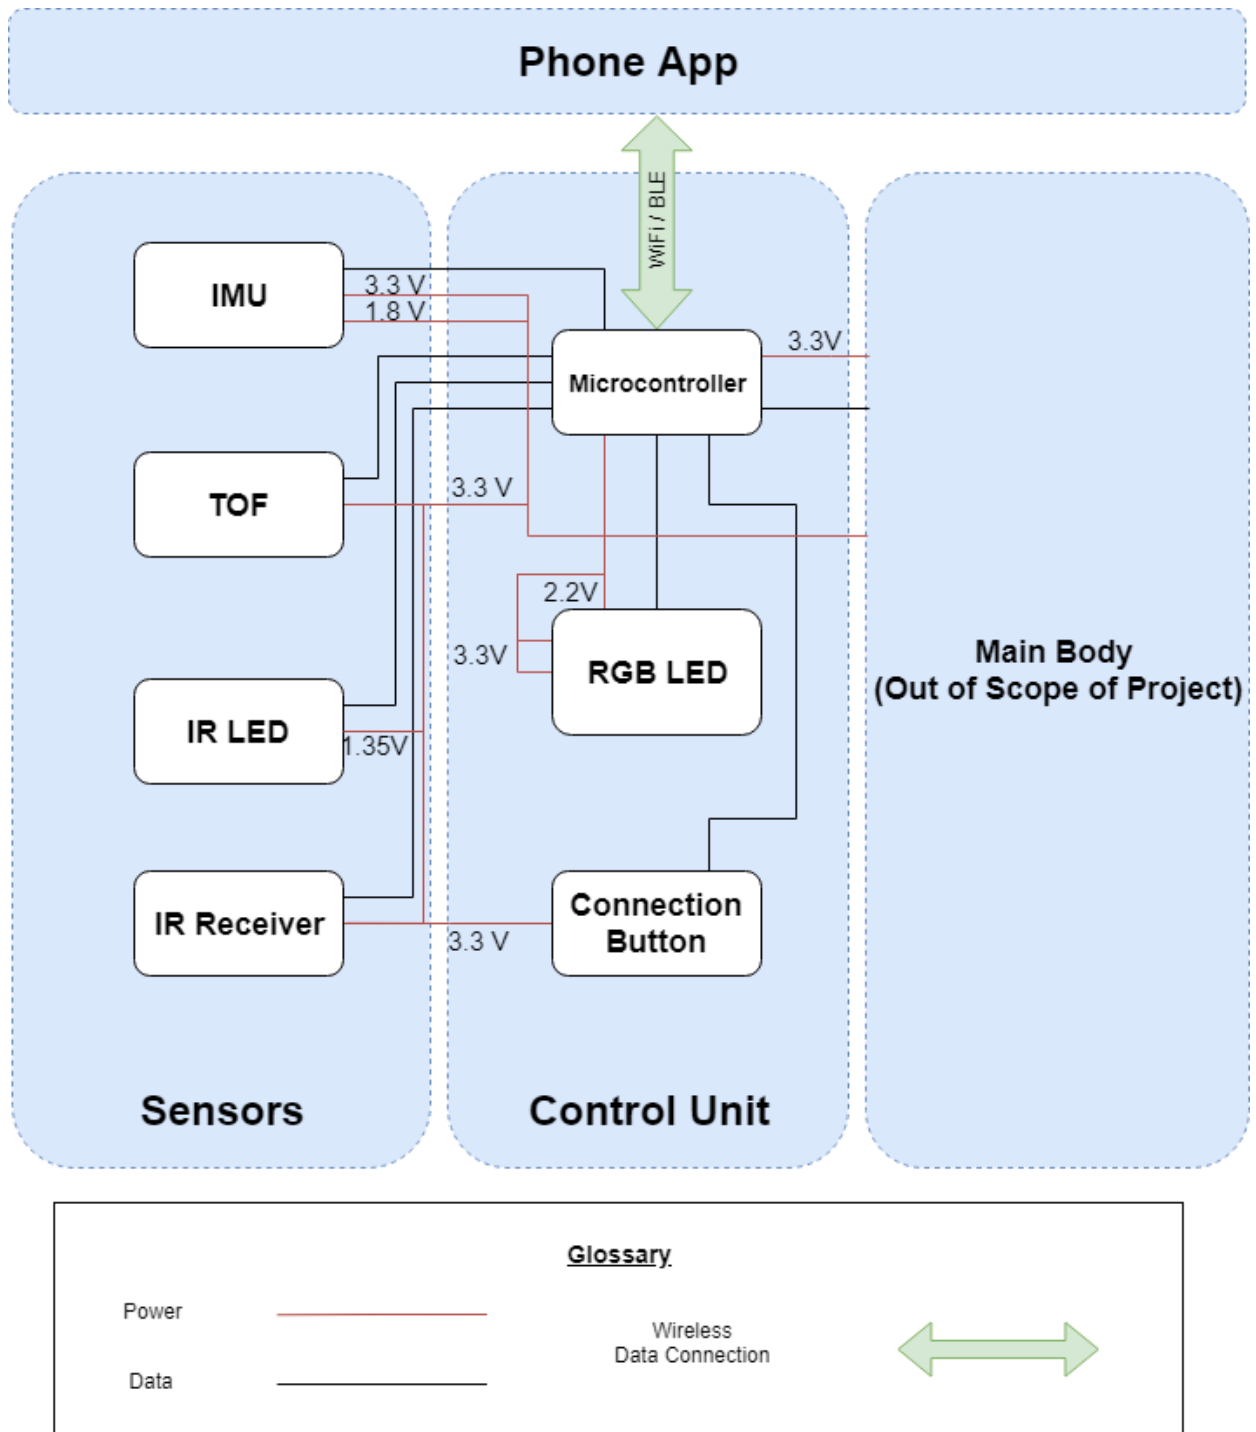 Phone App
WiFi / BLE
IMU
3.3 V
1.8 V
3.3V
Microcontroller
TOF
3.3 V
2.2V
3.3V
RGB LED
Main Body
(Out of Scope of Project)
IR LED
1.35V
IR Receiver
3.3 V
Connection
Button
Sensors
Control Unit
Glossary
Power
Wireless
Data Connection
Data